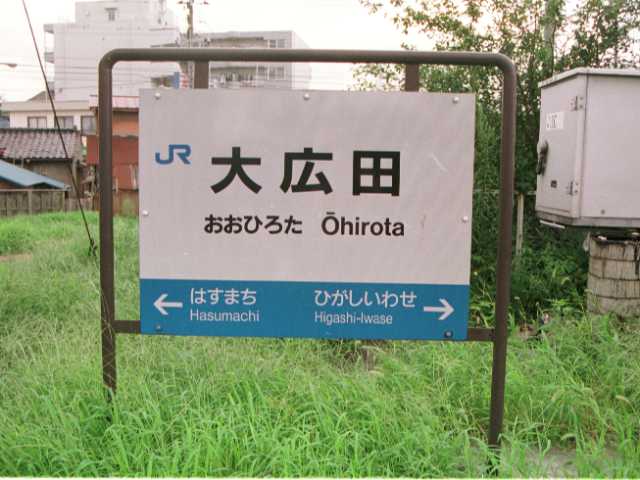 JR 大広田
おおひろた Ōhirota
← はすまち ひがしいわせ →
Hasumachi Higashi-Iwase